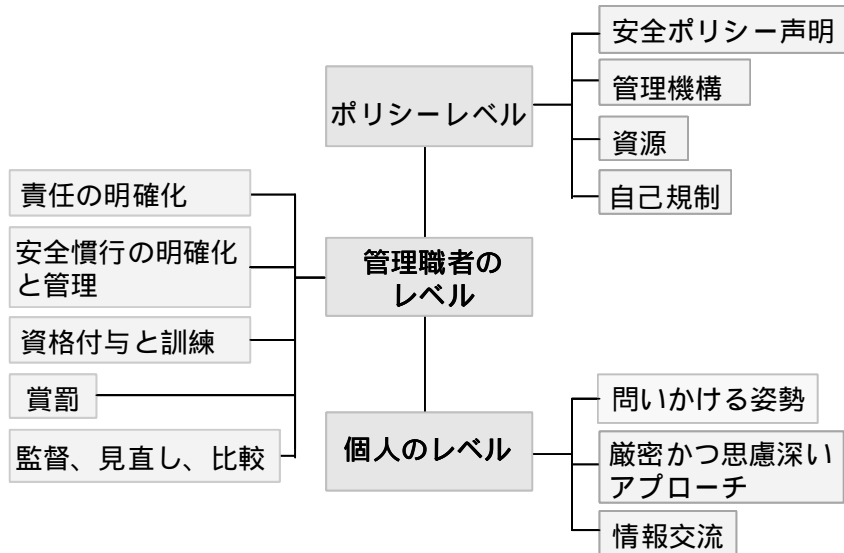 ポリシーレベル
安全ポリシー声明
管理機構
資源
自己規制
管理職者の
レベル
責任の明確化
安全慣行の明確化
と管理
資格付与と訓練
賞罰
監督、見直し、比較
個人のレベル
問いかける姿勢
厳密かつ思慮深い
アプローチ
情報交流